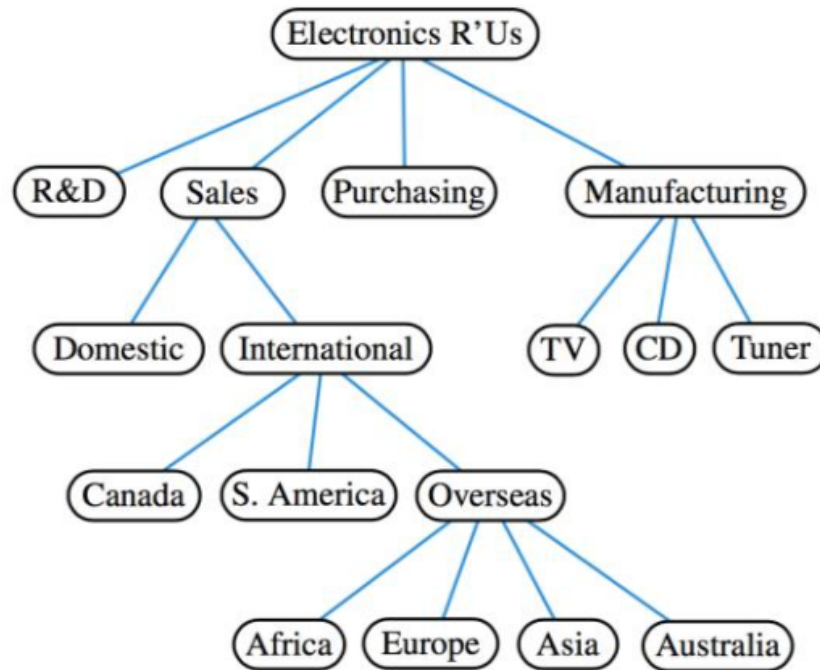 Electronics R'Us
R&D Sales Purchasing Manufacturing
Domestic International TV CD Tuner
Canada S. America Overseas
Africa Europe Asia Australia